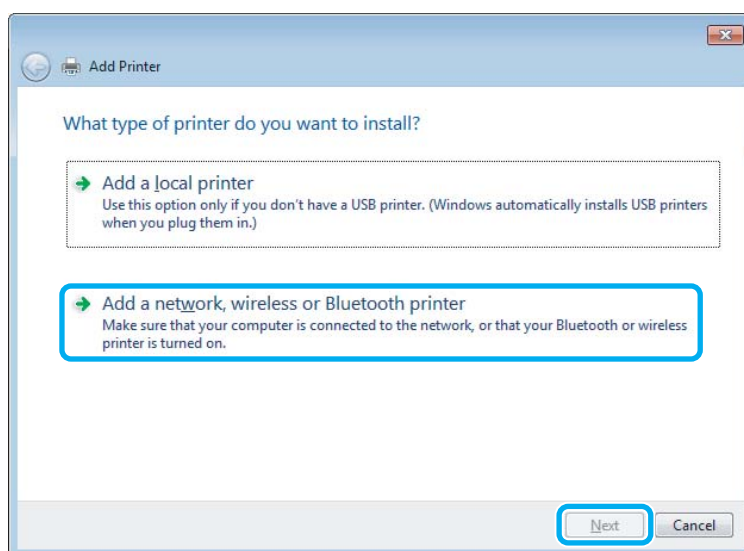 Add Printer
What type of printer do you want to install?
Add a local printer
Use this option only if you don't have a USB printer. (Windows automatically installs USB printers
when you plug them in.)
Add a network, wireless or Bluetooth printer
Make sure that your computer is connected to the network, or that your Bluetooth or wireless
printer is turned on.
Next Cancel